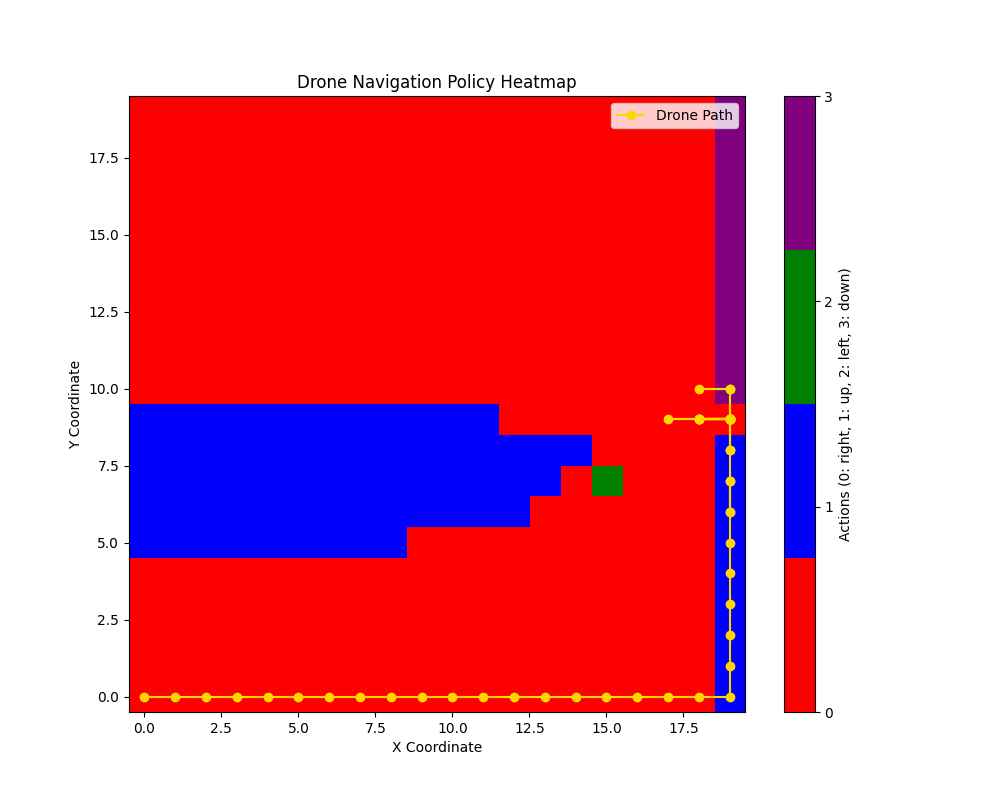 Drone Navigation Policy Heatmap
Drone Path
17.5
15.0
12.5
10.0
7.5
5.0
2.5
0.0
Y Coordinate
0.0 2.5 5.0 7.5 10.0 12.5 15.0 17.5
X Coordinate
3
2
1
0
Actions (0: right, 1: up, 2: left, 3: down)